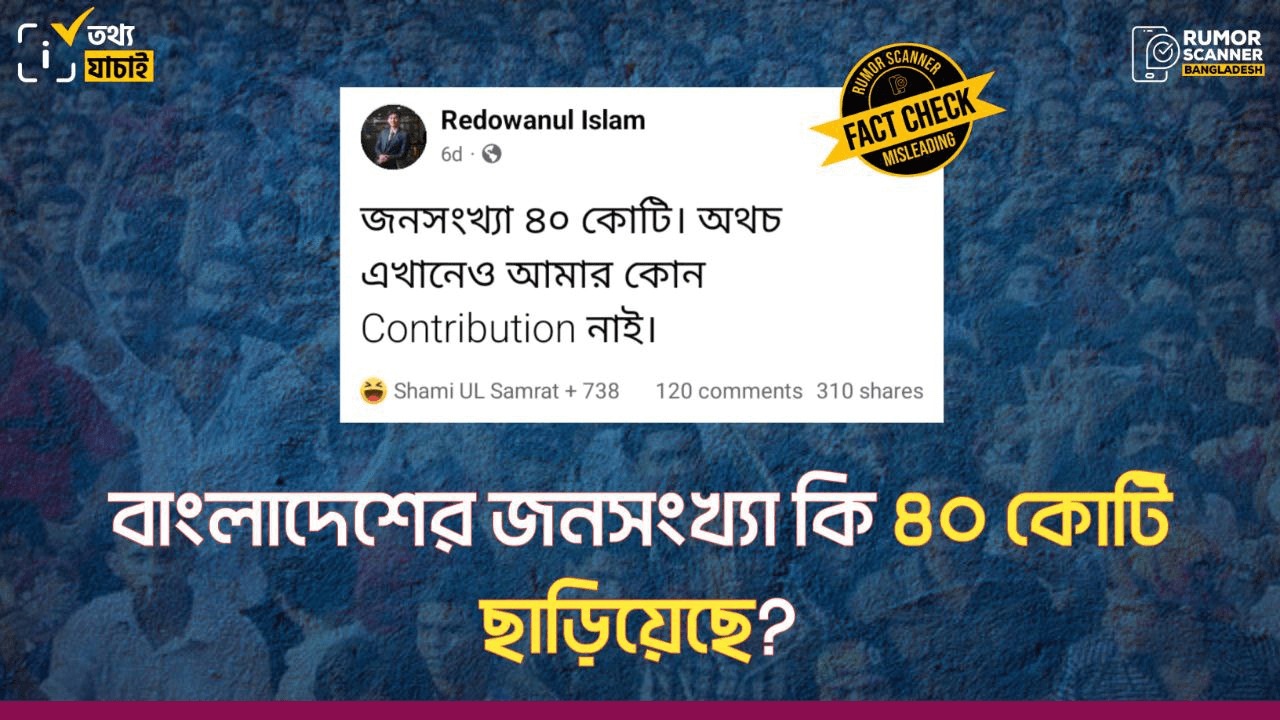 তথ্য
যাচাই
RUMOR
SCANNER
BANGLADESH
RUMOR SCANNER
FACT CHECK
MISLEADING
Redowanul Islam
6d ·
জনসংখ্যা ৪০ কোটি। অথচ
এখানেও আমার কোন
Contribution নাই।
Shami UL Samrat + 738 120 comments 310 shares
বাংলাদেশের জনসংখ্যা কি ৪০ কোটি
ছাড়িয়েছে?